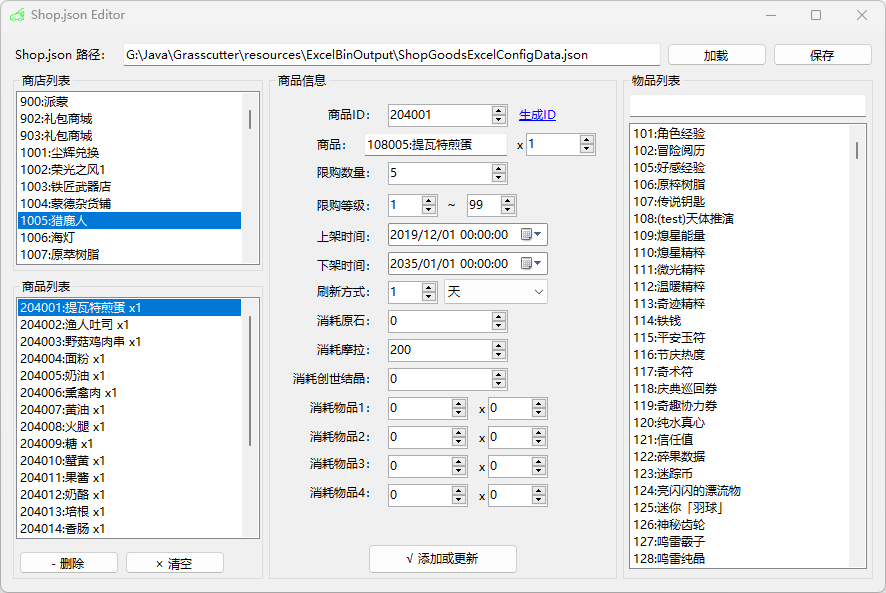 Shop.json Editor
Shop.json 路径：
G:\Java\Grasscutter\resources\ExcelBinOutput\ShopGoodsExcelConfigData.json
加载
保存
商店列表
900:派蒙
902:礼包商城
903:礼包商城
1001:尘辉兑换
1002:荣光之风1
1003:铁匠武器店
1004:蒙德杂货铺
1005:猎鹿人
1006:海灯
1007:原萃树脂
商品列表
204001:提瓦特煎蛋 x1
204002:渔人吐司 x1
204003:野菇鸡肉串 x1
204004:面粉 x1
204005:奶油 x1
204006:熏禽肉 x1
204007:黄油 x1
204008:火腿 x1
204009:糖 x1
204010:蟹黄 x1
204011:果酱 x1
204012:奶酪 x1
204013:培根 x1
204014:香肠 x1
- 删除
× 清空
商品信息
商品ID：
204001
生成ID
商品：
108005:提瓦特煎蛋
x
1
限购数量：
5
限购等级：
1
~
99
上架时间：
2019/12/01 00:00:00
下架时间：
2035/01/01 00:00:00
刷新方式：
1
天
消耗原石：
0
消耗摩拉：
200
消耗创世结晶：
0
消耗物品1：
0
x
0
消耗物品2：
0
x
0
消耗物品3：
0
x
0
消耗物品4：
0
x
0
√ 添加或更新
物品列表
101:角色经验
102:冒险阅历
105:好感经验
106:原粹树脂
107:传说钥匙
108:(test)天体推演
109:熄星能量
110:熄星精粹
111:微光精粹
112:温暖精粹
113:奇迹精粹
114:铁钱
115:平安玉符
116:节庆热度
117:奇术符
118:庆典巡回券
119:奇趣协力券
120:纯水真心
121:信任值
122:碎果数据
123:迷踪币
124:亮闪闪的漂流物
125:迷你「羽球」
126:神秘齿轮
127:鸣雷骰子
128:鸣雷纯晶